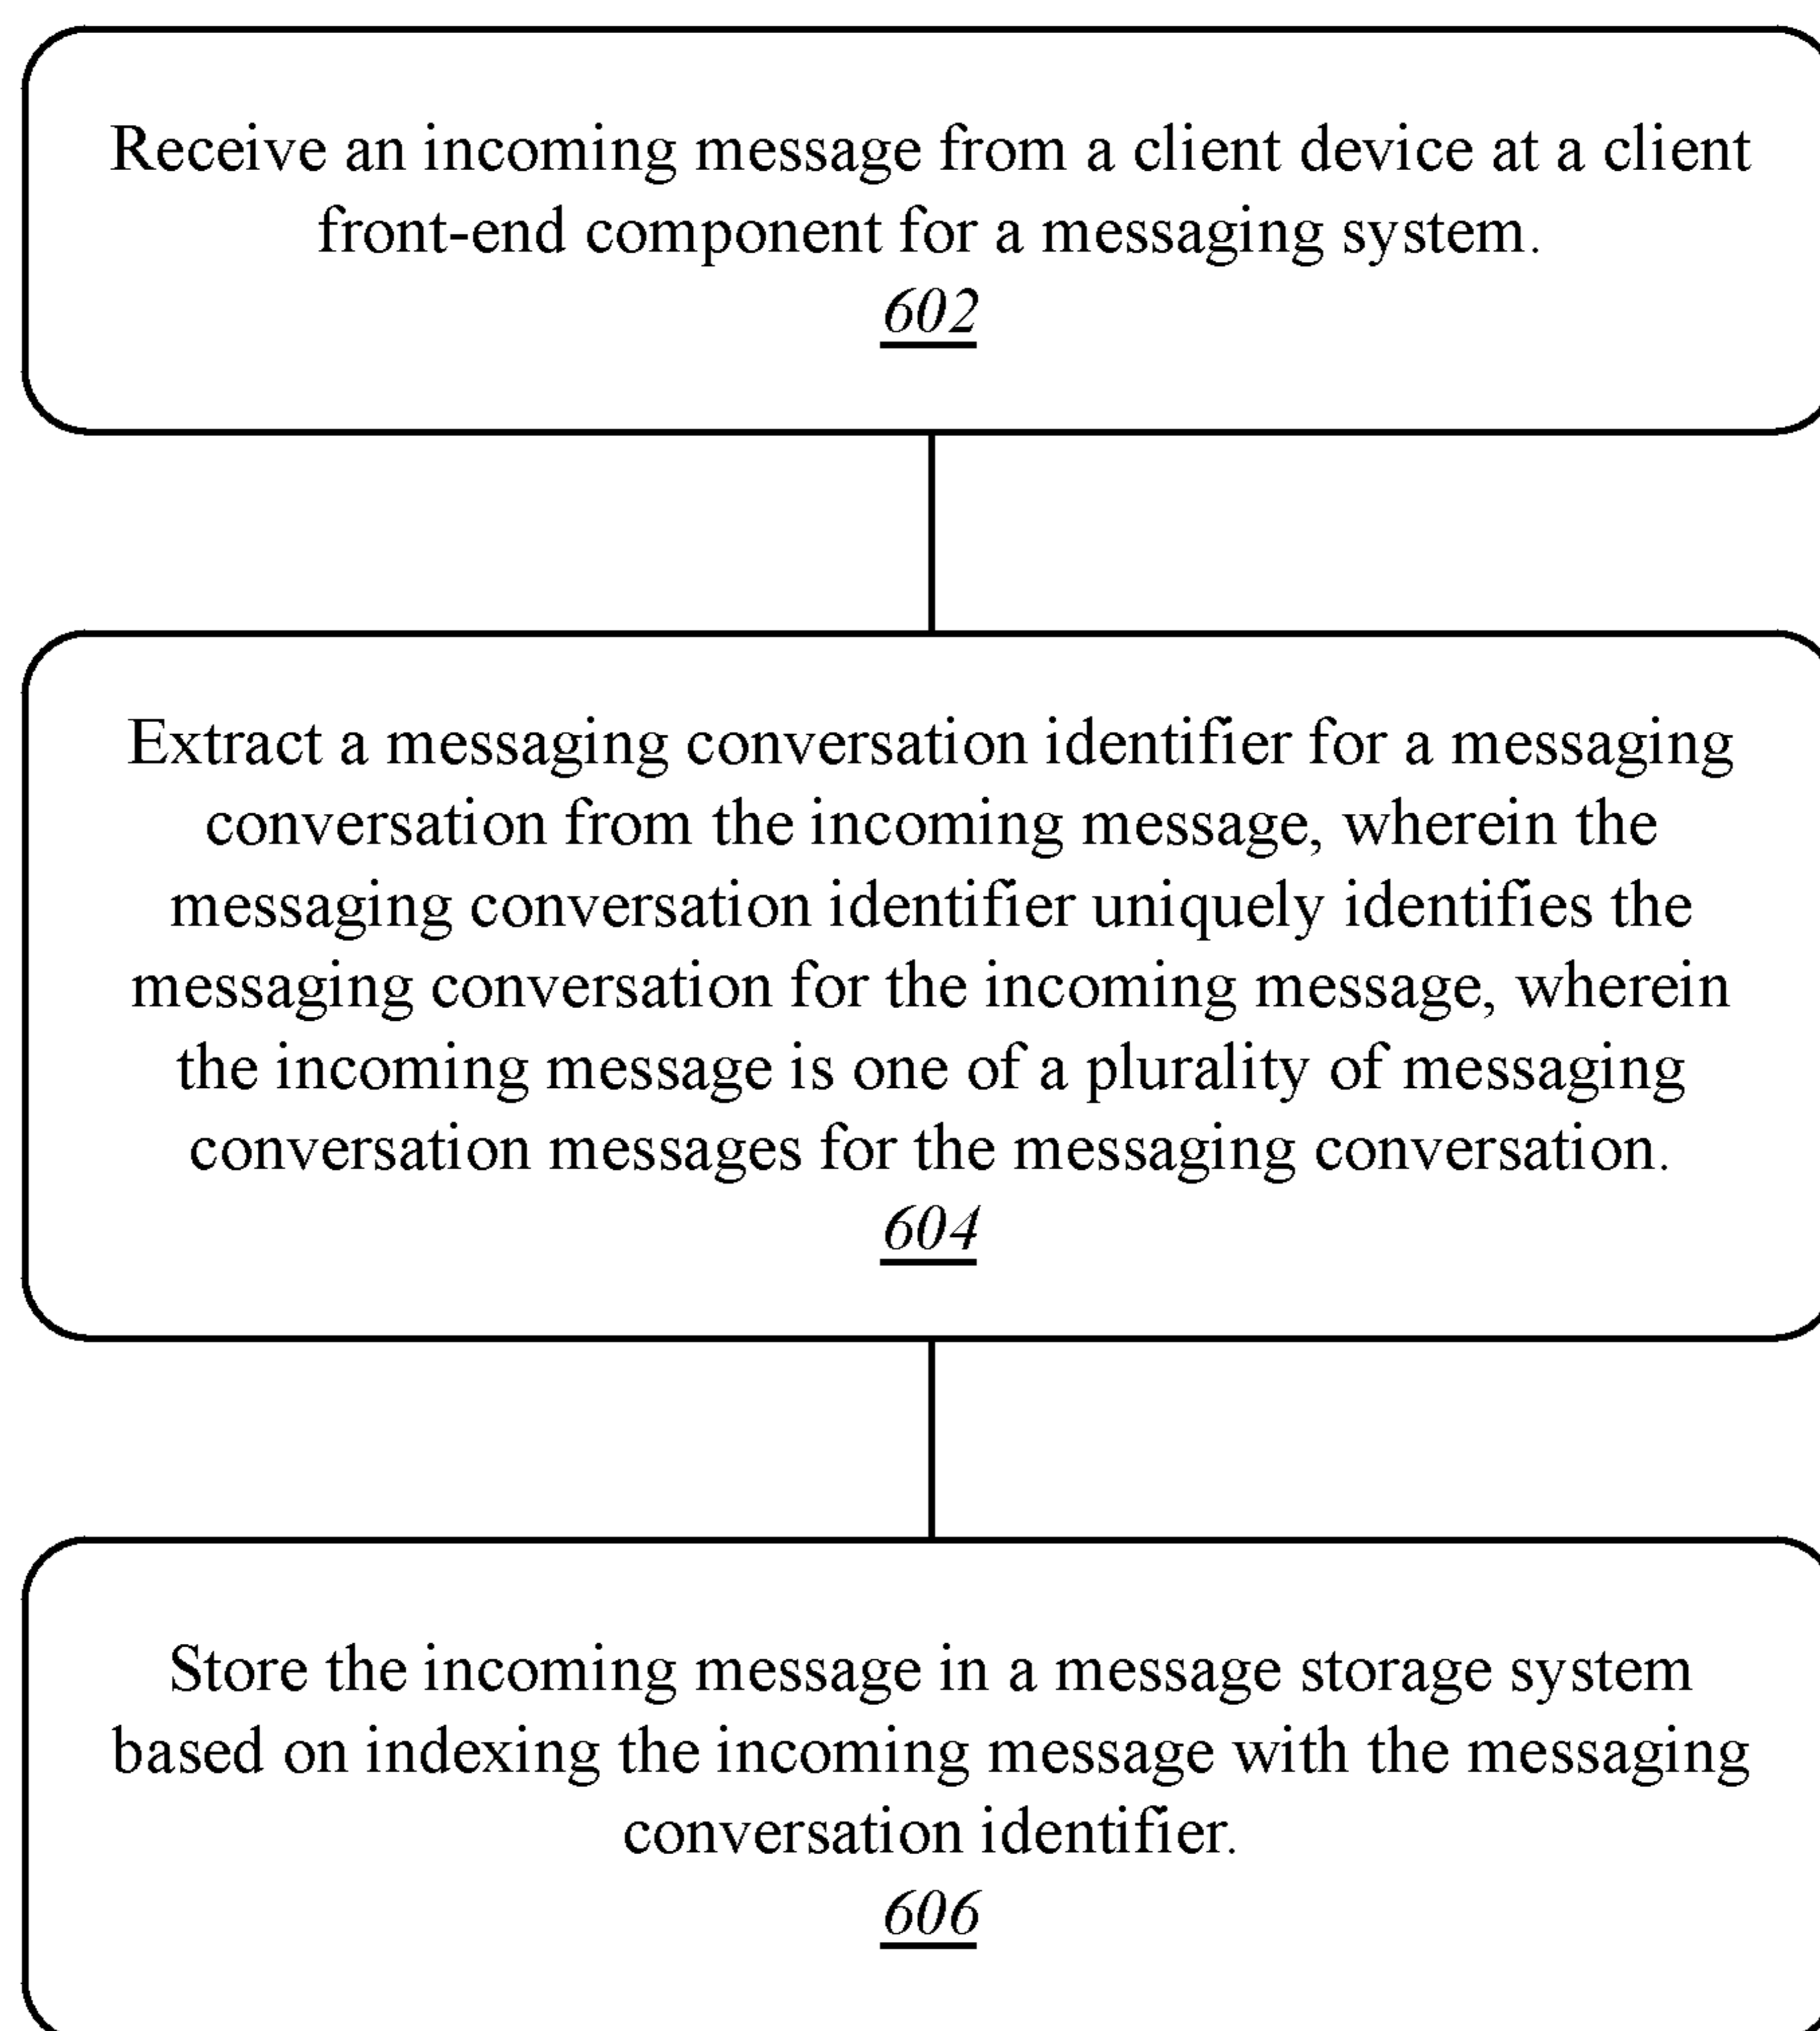 Receive an incoming message from a client device at a client
front-end component for a messaging system.
602
Extract a messaging conversation identifier for a messaging
conversation from the incoming message, wherein the
messaging conversation identifier uniquely identifies the
messaging conversation for the incoming message, wherein
the incoming message is one of a plurality of messaging
conversation messages for the messaging conversation.
604
Store the incoming message in a message storage system
based on indexing the incoming message with the messaging
conversation identifier.
606